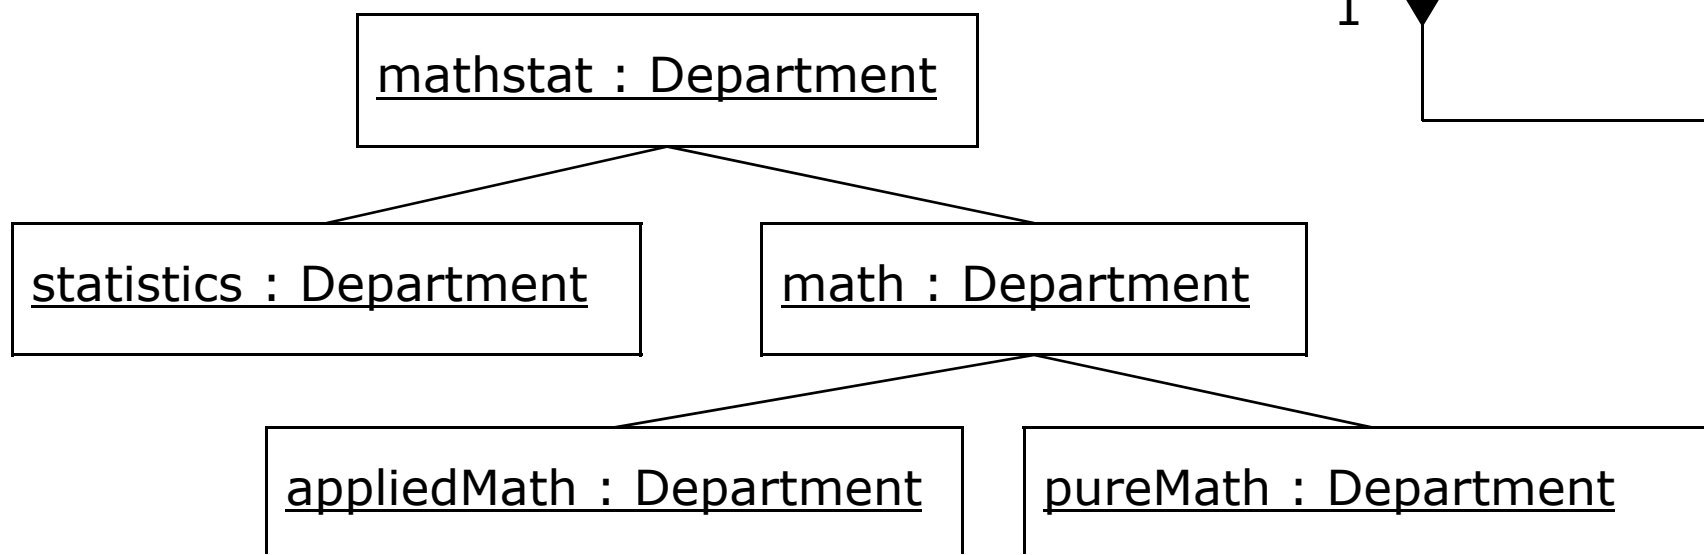 1
mathstat : Department
statistics : Department
math : Department
appliedMath : Department
pureMath : Department